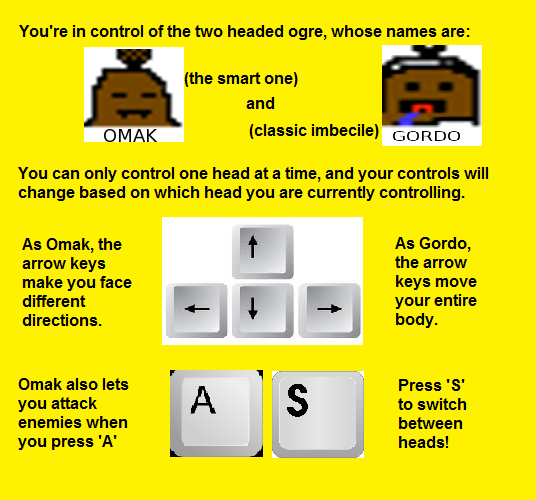 You're in control of the two headed ogre, whose names are:
(the smart one)
and
(classic imbecile)
OMAK
GORDO
You can only control one head at a time, and your controls will
change based on which head you are currently controlling.
As Omak, the
arrow keys
make you face
different
directions.
As Gordo,
the arrow
keys move
your entire
body.
Omak also lets
you attack
enemies when
you press 'A'
A
S
Press 'S'
to switch
between
heads!